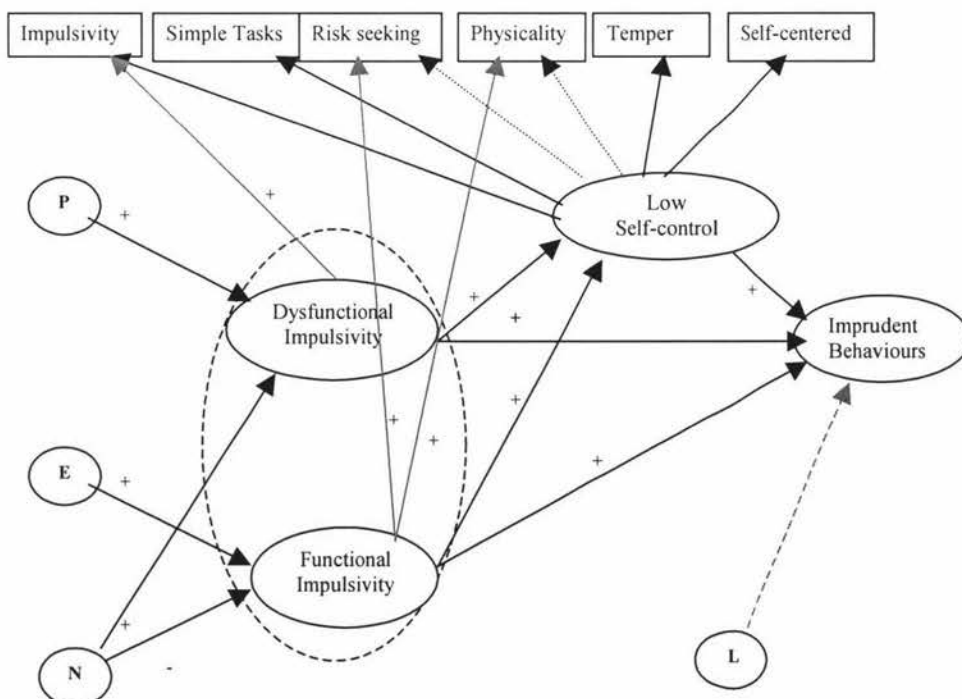 Impulsivity
Simple Tasks
Risk seeking
Physicality
Temper
Self-centered
P
+
+
Low
Self-control
Dysfunctional
Impulsivity
+
+
+
Imprudent
Behaviours
+
+
+
E
+
+
Functional
Impulsivity
N
+
-
L